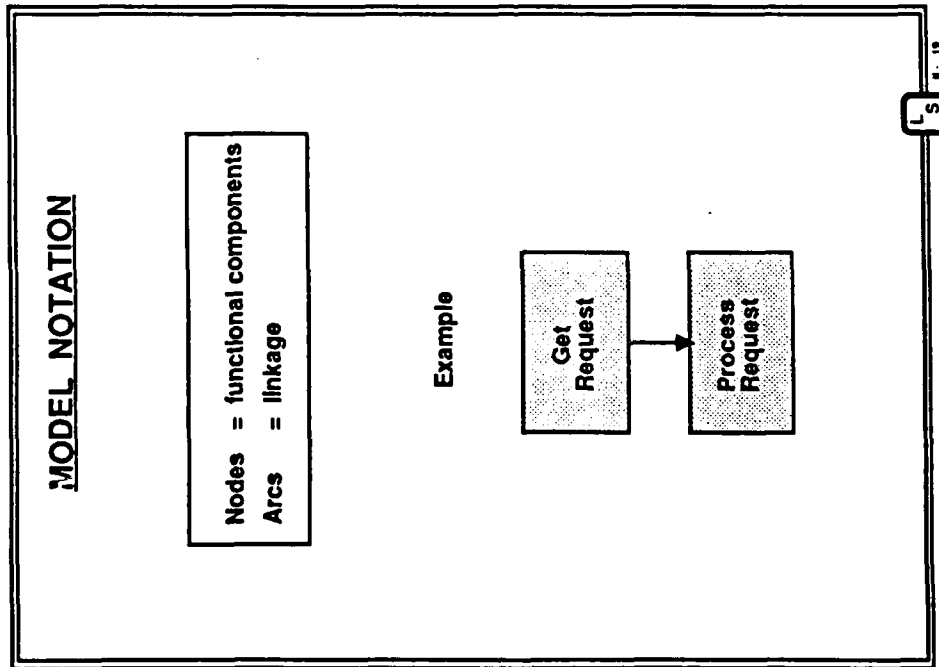 MODEL NOTATION
Nodes = functional components
Arcs = linkage
Example
Get
Request
Process
Request
L
S